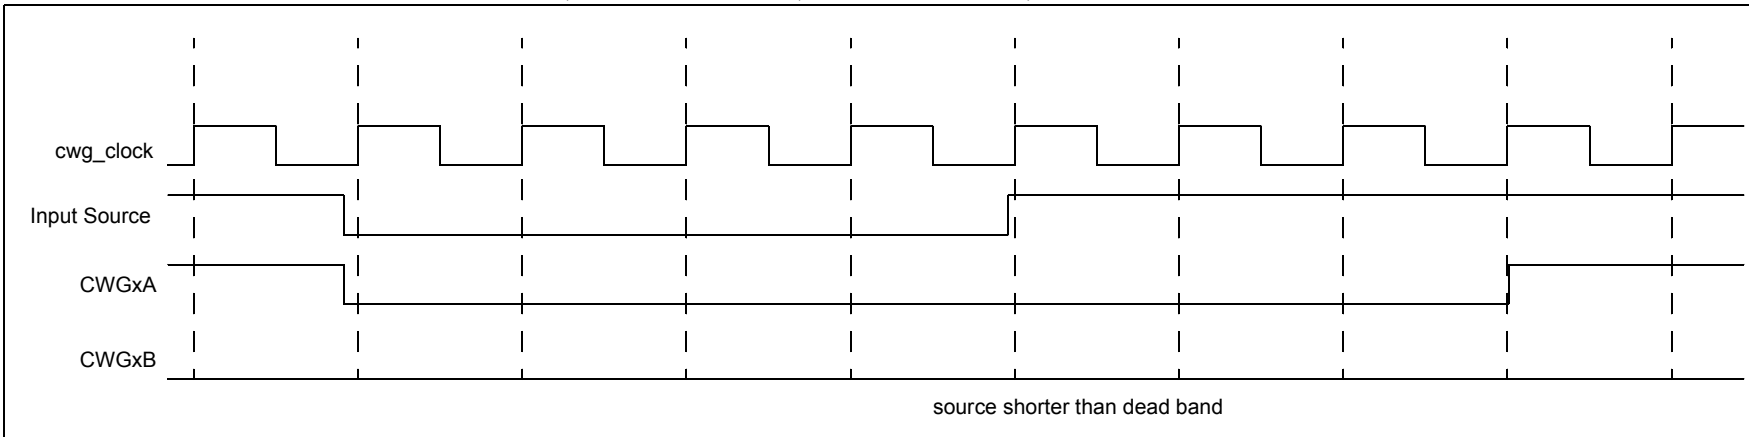 cwg_clock
Input Source
CWGxA
CWGxB
source shorter than dead band